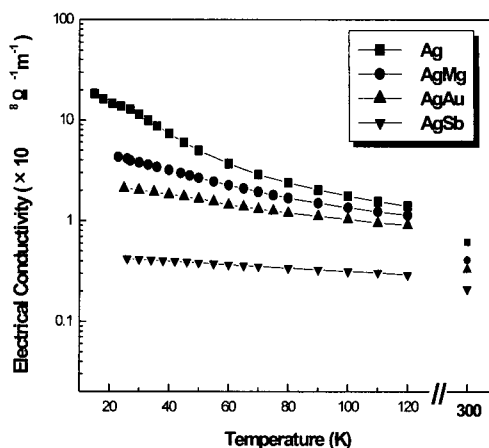 Electrical Conductivity ( × 10 ⁸ Ω ⁻¹m⁻¹)
100
10
1
0.1
Ag
AgMg
AgAu
AgSb
20 40 60 80 100 120 // 300
Temperature (K)